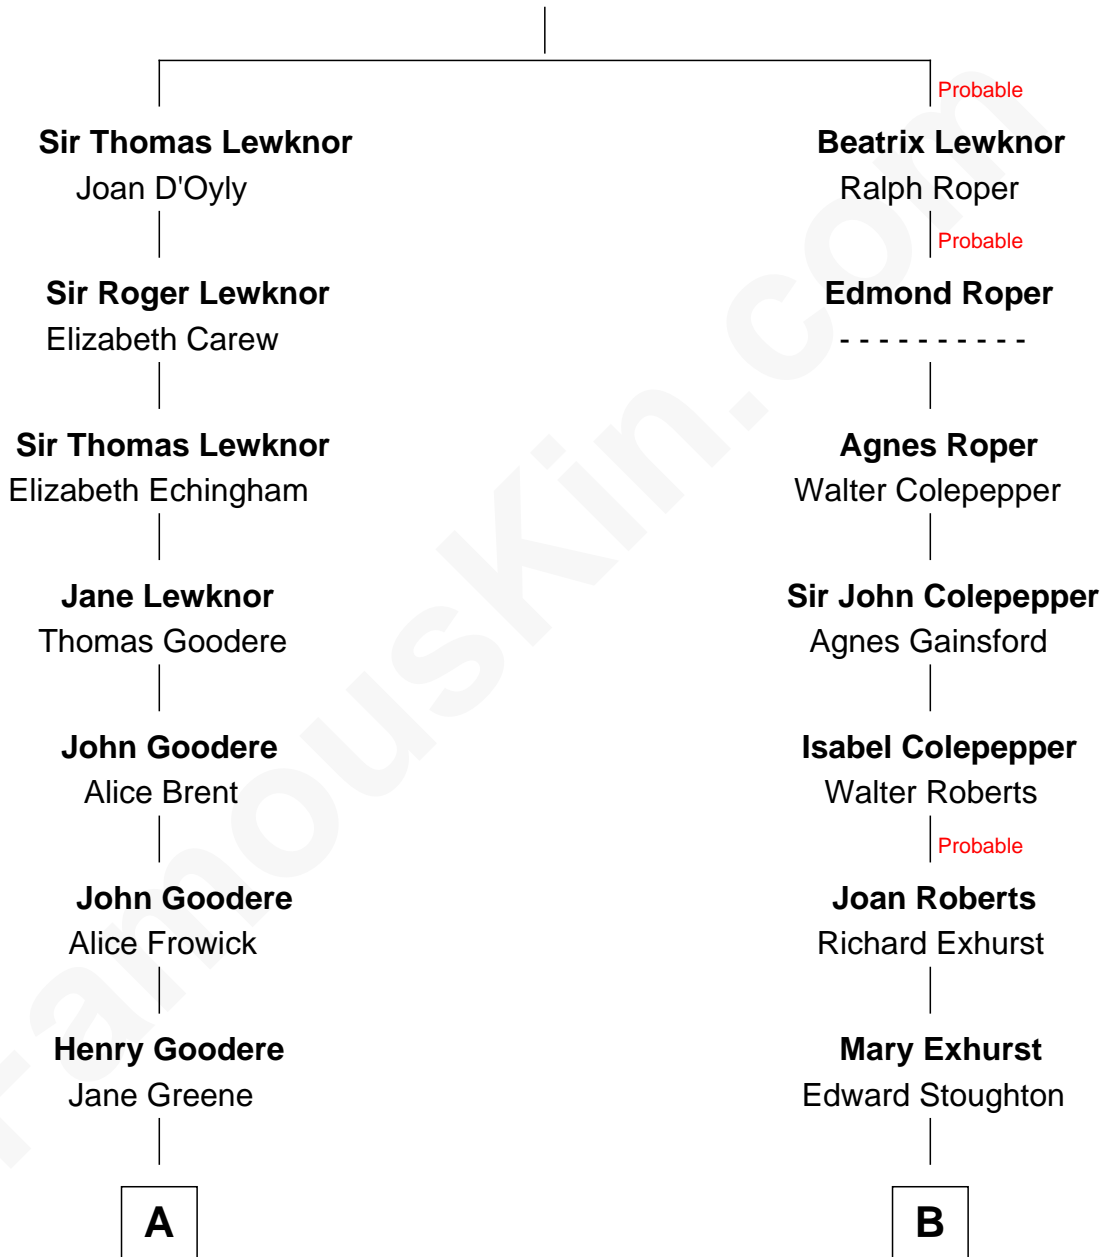 Probable
Sir Thomas Lewknor
Joan D'Oyly
Beatrix Lewknor
Ralph Roper
Probable
Sir Roger Lewknor
Elizabeth Carew
Edmond Roper
- - - - - - - - - -
Sir Thomas Lewknor
Elizabeth Echingham
Agnes Roper
Walter Colepepper
Jane Lewknor
Thomas Goodere
Sir John Colepepper
Agnes Gainsford
John Goodere
Alice Brent
Isabel Colepepper
Walter Roberts
Probable
John Goodere
Alice Frowick
Joan Roberts
Richard Exhurst
Henry Goodere
Jane Greene
Mary Exhurst
Edward Stoughton
A
B
FamousKin.com